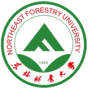 NORTHEAST FORESTRY UNIVERSITY
1952
东北林业大学